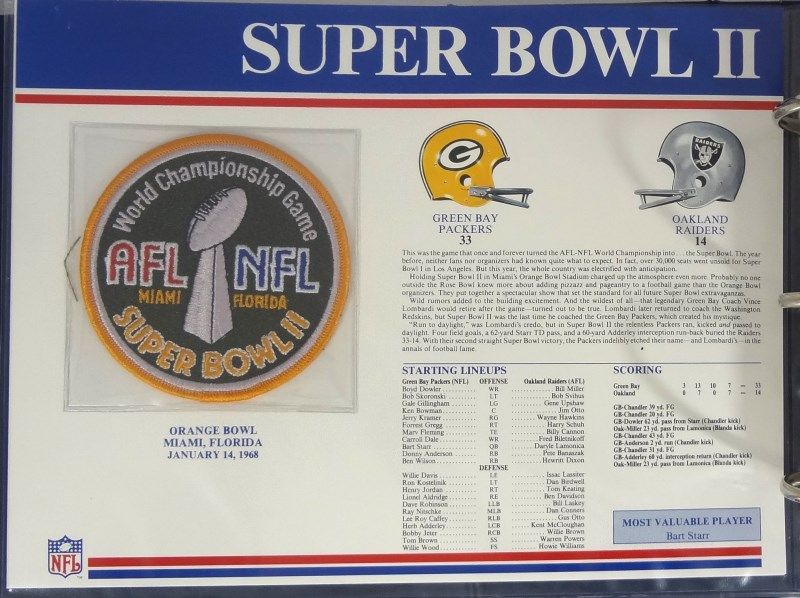 SUPER BOWL II
World Championship Game
AFL NFL
MIAMI FLORIDA
SUPER BOWL II
ORANGE BOWL
MIAMI, FLORIDA
JANUARY 14, 1968
NFL
G
GREEN BAY
PACKERS
33
RAIDERS
OAKLAND
RAIDERS
14
This was the game that once and forever turned the AFL-NFL World Championship into . . . the Super Bowl. The year
before, neither fans nor organizers had known quite what to expect. In fact, over 30,000 seats went unsold for Super
Bowl I in Los Angeles. But this year, the whole country was electrified with anticipation.
Holding Super Bowl II in Miami's Orange Bowl Stadium charged up the atmosphere even more. Probably no one
outside the Rose Bowl knew more about adding pizzazz and pageantry to a football game than the Orange Bowl
organizers. They put together a spectacular show that set the standard for all future Super Bowl extravaganzas.
Wild rumors added to the building excitement. And the wildest of all—that legendary Green Bay Coach Vince
Lombardi would retire after the game—turned out to be true. Lombardi later returned to coach the Washington
Redskins, but Super Bowl II was the last time he coached the Green Bay Packers, which created his mystique.
"Run to daylight," was Lombardi's credo, but in Super Bowl II the relentless Packers ran, kicked and passed to
daylight. Four field goals, a 62-yard Starr TD pass, and a 60-yard Adderley interception run-back buried the Raiders
33-14. With their second straight Super Bowl victory, the Packers indelibly etched their name—and Lombardi's—in the
annals of football fame.
STARTING LINEUPS
Green Bay Packers (NFL) OFFENSE Oakland Raiders (AFL)
Boyd Dowler WR Bill Miller
Bob Skoronski LT Bob Svihus
Gale Gillingham LG Gene Upshaw
Ken Bowman C Jim Otto
Jerry Kramer RG Wayne Hawkins
Forrest Gregg RT Harry Schuh
Marv Fleming TE Billy Cannon
Carroll Dale WR Fred Biletnikoff
Bart Starr QB Daryle Lamonica
Donny Anderson RB Pete Banaszak
Ben Wilson RB Hewritt Dixon
DEFENSE
Willie Davis LE Isaac Lassiter
Ron Kostelnik LT Dan Birdwell
Henry Jordan RT Tom Keating
Lionel Aldridge RE Ben Davidson
Dave Robinson LLB Bill Laskey
Ray Nitschke MLB Dan Conners
Lee Roy Caffey RLB Gus Otto
Herb Adderley LCB Kent McCloughan
Bobby Jeter RCB Willie Brown
Tom Brown SS Warren Powers
Willie Wood FS Howie Williams
SCORING
Green Bay 3 13 10 7 — 33
Oakland 0 7 0 7 — 14
GB-Chandler 39 yd. FG
GB-Chandler 20 yd. FG
GB-Dowler 62 yd. pass from Starr (Chandler kick)
Oak-Miller 23 yd. pass from Lamonica (Blanda kick)
GB-Chandler 43 yd. FG
GB-Anderson 2 yd. run (Chandler kick)
GB-Chandler 31 yd. FG
GB-Adderley 60 yd. interception return (Chandler kick)
Oak-Miller 23 yd. pass from Lamonica (Blanda kick)
MOST VALUABLE PLAYER
Bart Starr